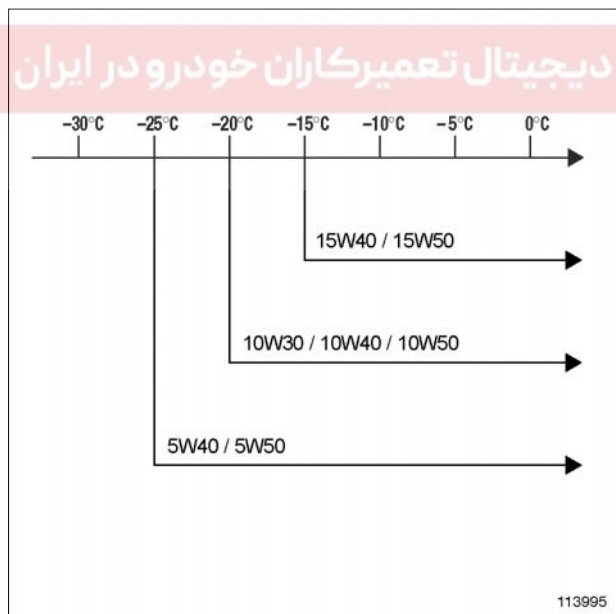 دیجیتال تعمیرکاران خودرو در ایران
–30°C –25°C –20°C –15°C –10°C –5°C 0°C
15W40 / 15W50
10W30 / 10W40 / 10W50
5W40 / 5W50
113995